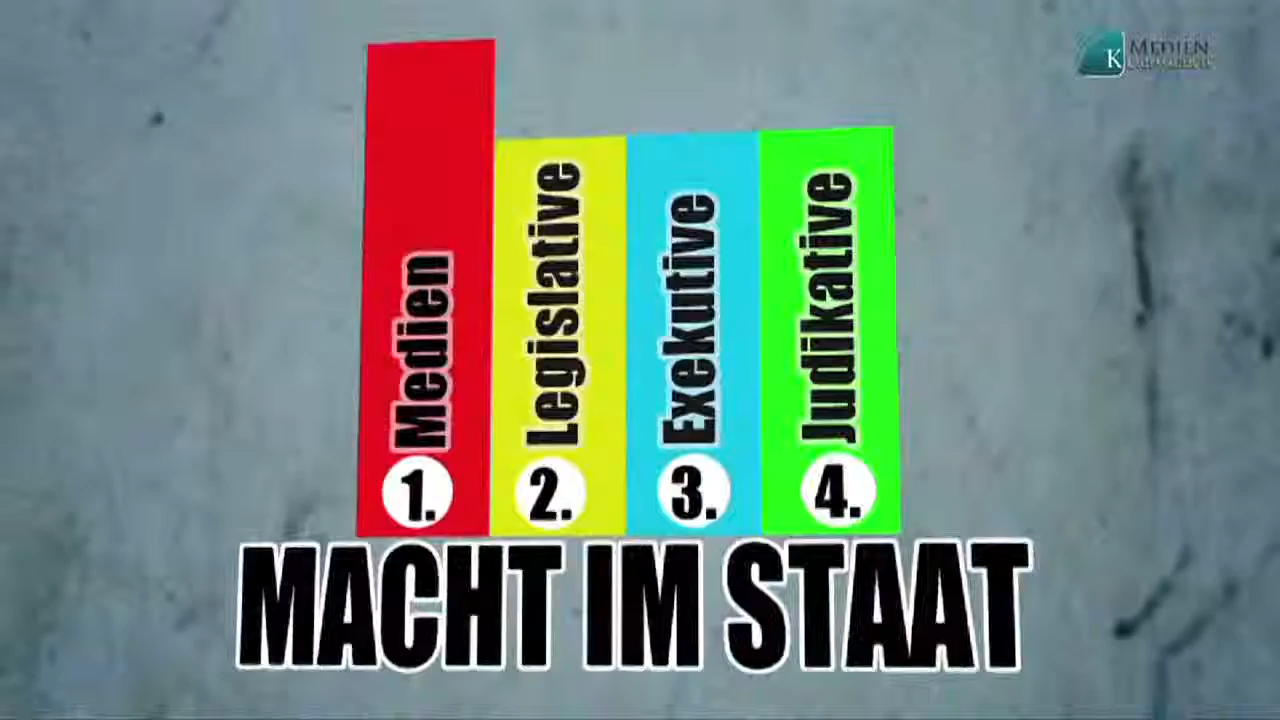 Medien
Legislative
Exekutive
Judikative
1.
2.
3.
4.
MACHT IM STAAT
K
MEDIEN